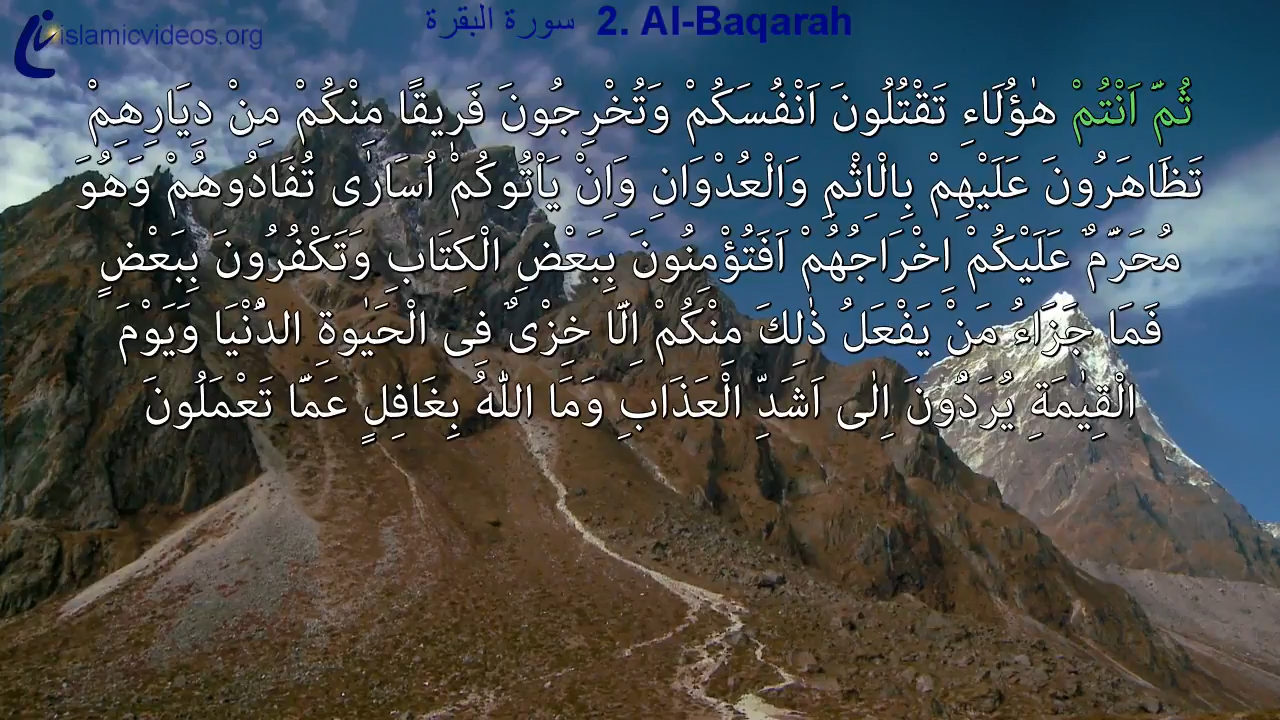 islamicvideos.org
سورة البقرة 2. Al-Baqarah
ثُمَّ اَنْتُمْ هٰؤُلَاءِ تَقْتُلُونَ اَنْفُسَكُمْ وَتُخْرِجُونَ فَرٖيقًا مِنْكُمْ مِنْ دِيَارِهِمْ
تَظَاهَرُونَ عَلَيْهِمْ بِالْاِثْمِ وَالْعُدْوَانِ وَاِنْ يَاْتُوكُمْ اُسَارٰى تُفَادُوهُمْ وَهُوَ
مُحَرَّمٌ عَلَيْكُمْ اِخْرَاجُهُمْ اَفَتُؤْمِنُونَ بِبَعْضِ الْكِتَابِ وَتَكْفُرُونَ بِبَعْضٍ
فَمَا جَزَاءُ مَنْ يَفْعَلُ ذٰلِكَ مِنْكُمْ اِلَّا خِزْىٌ فِى الْحَيٰوةِ الدُّنْيَا وَيَوْمَ
الْقِيٰمَةِ يُرَدُّونَ اِلٰى اَشَدِّ الْعَذَابِ وَمَا اللّٰهُ بِغَافِلٍ عَمَّا تَعْمَلُونَ